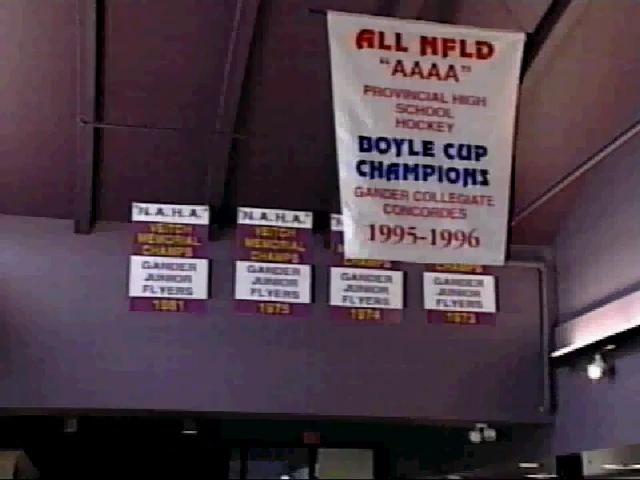 ALL NFLD
"AAAA"
PROVINCIAL HIGH
SCHOOL
HOCKEY
BOYLE CUP
CHAMPIONS
GANDER COLLEGIATE
CONCORDES
1995-1996
"N.A.H.A."
VEITCH
MEMORIAL
CHAMPS
GANDER
JUNIOR
FLYERS
1981
"N.A.H.A."
VEITCH
MEMORIAL
CHAMPS
GANDER
JUNIOR
FLYERS
1975
GANDER
JUNIOR
FLYERS
1974
CHAMPS
GANDER
JUNIOR
FLYERS
1973